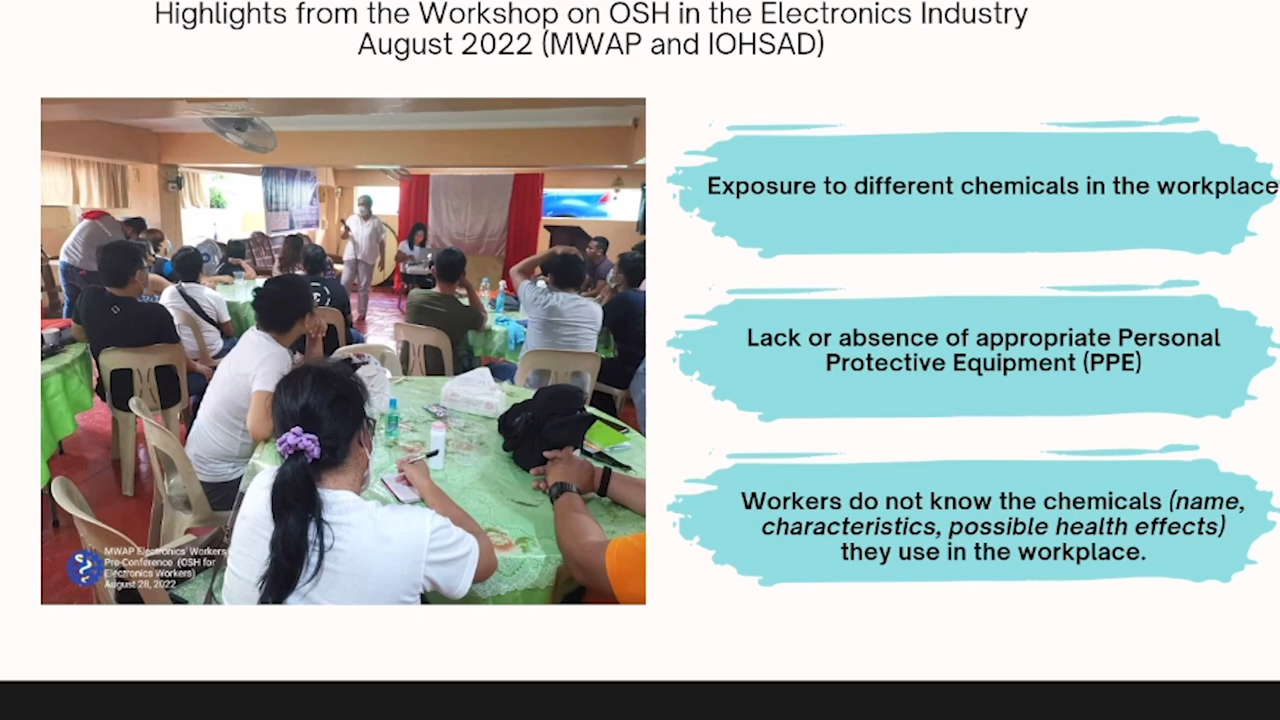 Highlights from the Workshop on OSH in the Electronics Industry
August 2022 (MWAP and IOHSAD)
Exposure to different chemicals in the workplace
Lack or absence of appropriate Personal
Protective Equipment (PPE)
Workers do not know the chemicals (name,
characteristics, possible health effects)
they use in the workplace.
MWAP Electronics' Workers
Pre-Conference (OSH for
Electronics Workers)
August 28, 2022